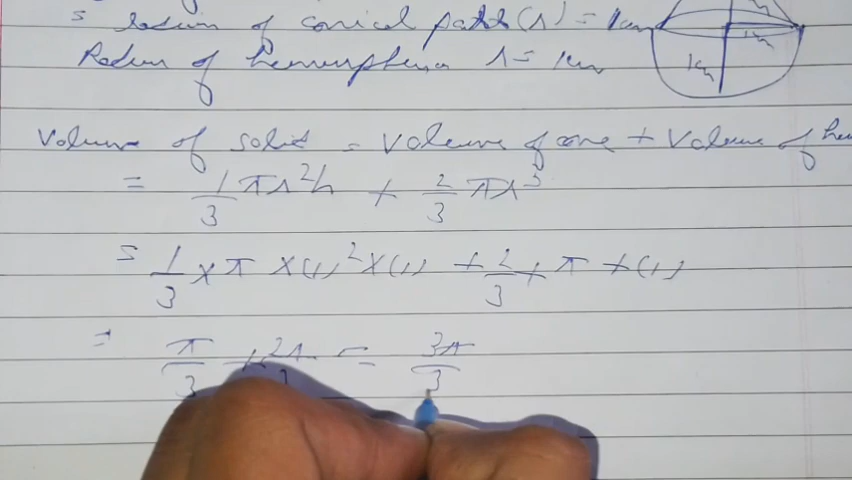 = Radius of conical part (r) = 1cm
Radius of hemisphere r = 1cm
1cm
1cm
Volume of solid = Volume of cone + Volume of he
= 1/3 πr²h + 2/3 πr³
= 1/3 × π × (1)² × (1) + 2/3 × π × (1)
= π/3 + 2π/3 = 3π/3